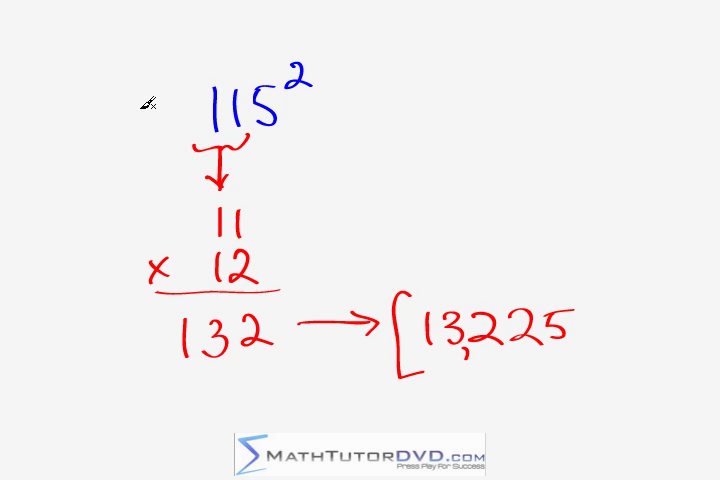 115²
11
x 12
132 → [13,225
MATHTUTORDVD.COM
Press Play For Success